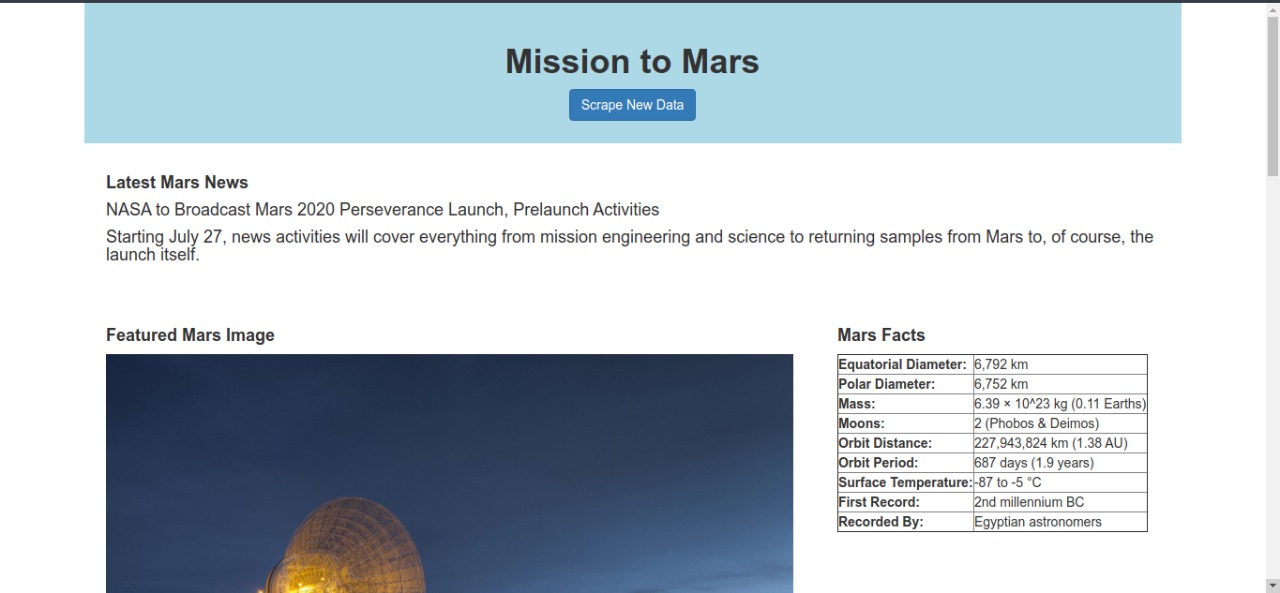 Mission to Mars
Scrape New Data
Latest Mars News
NASA to Broadcast Mars 2020 Perseverance Launch, Prelaunch Activities
Starting July 27, news activities will cover everything from mission engineering and science to returning samples from Mars to, of course, the
launch itself.
Featured Mars Image
Mars Facts
Equatorial Diameter: 6,792 km
Polar Diameter: 6,752 km
Mass: 6.39 × 10^23 kg (0.11 Earths)
Moons: 2 (Phobos & Deimos)
Orbit Distance: 227,943,824 km (1.38 AU)
Orbit Period: 687 days (1.9 years)
Surface Temperature: -87 to -5 °C
First Record: 2nd millennium BC
Recorded By: Egyptian astronomers